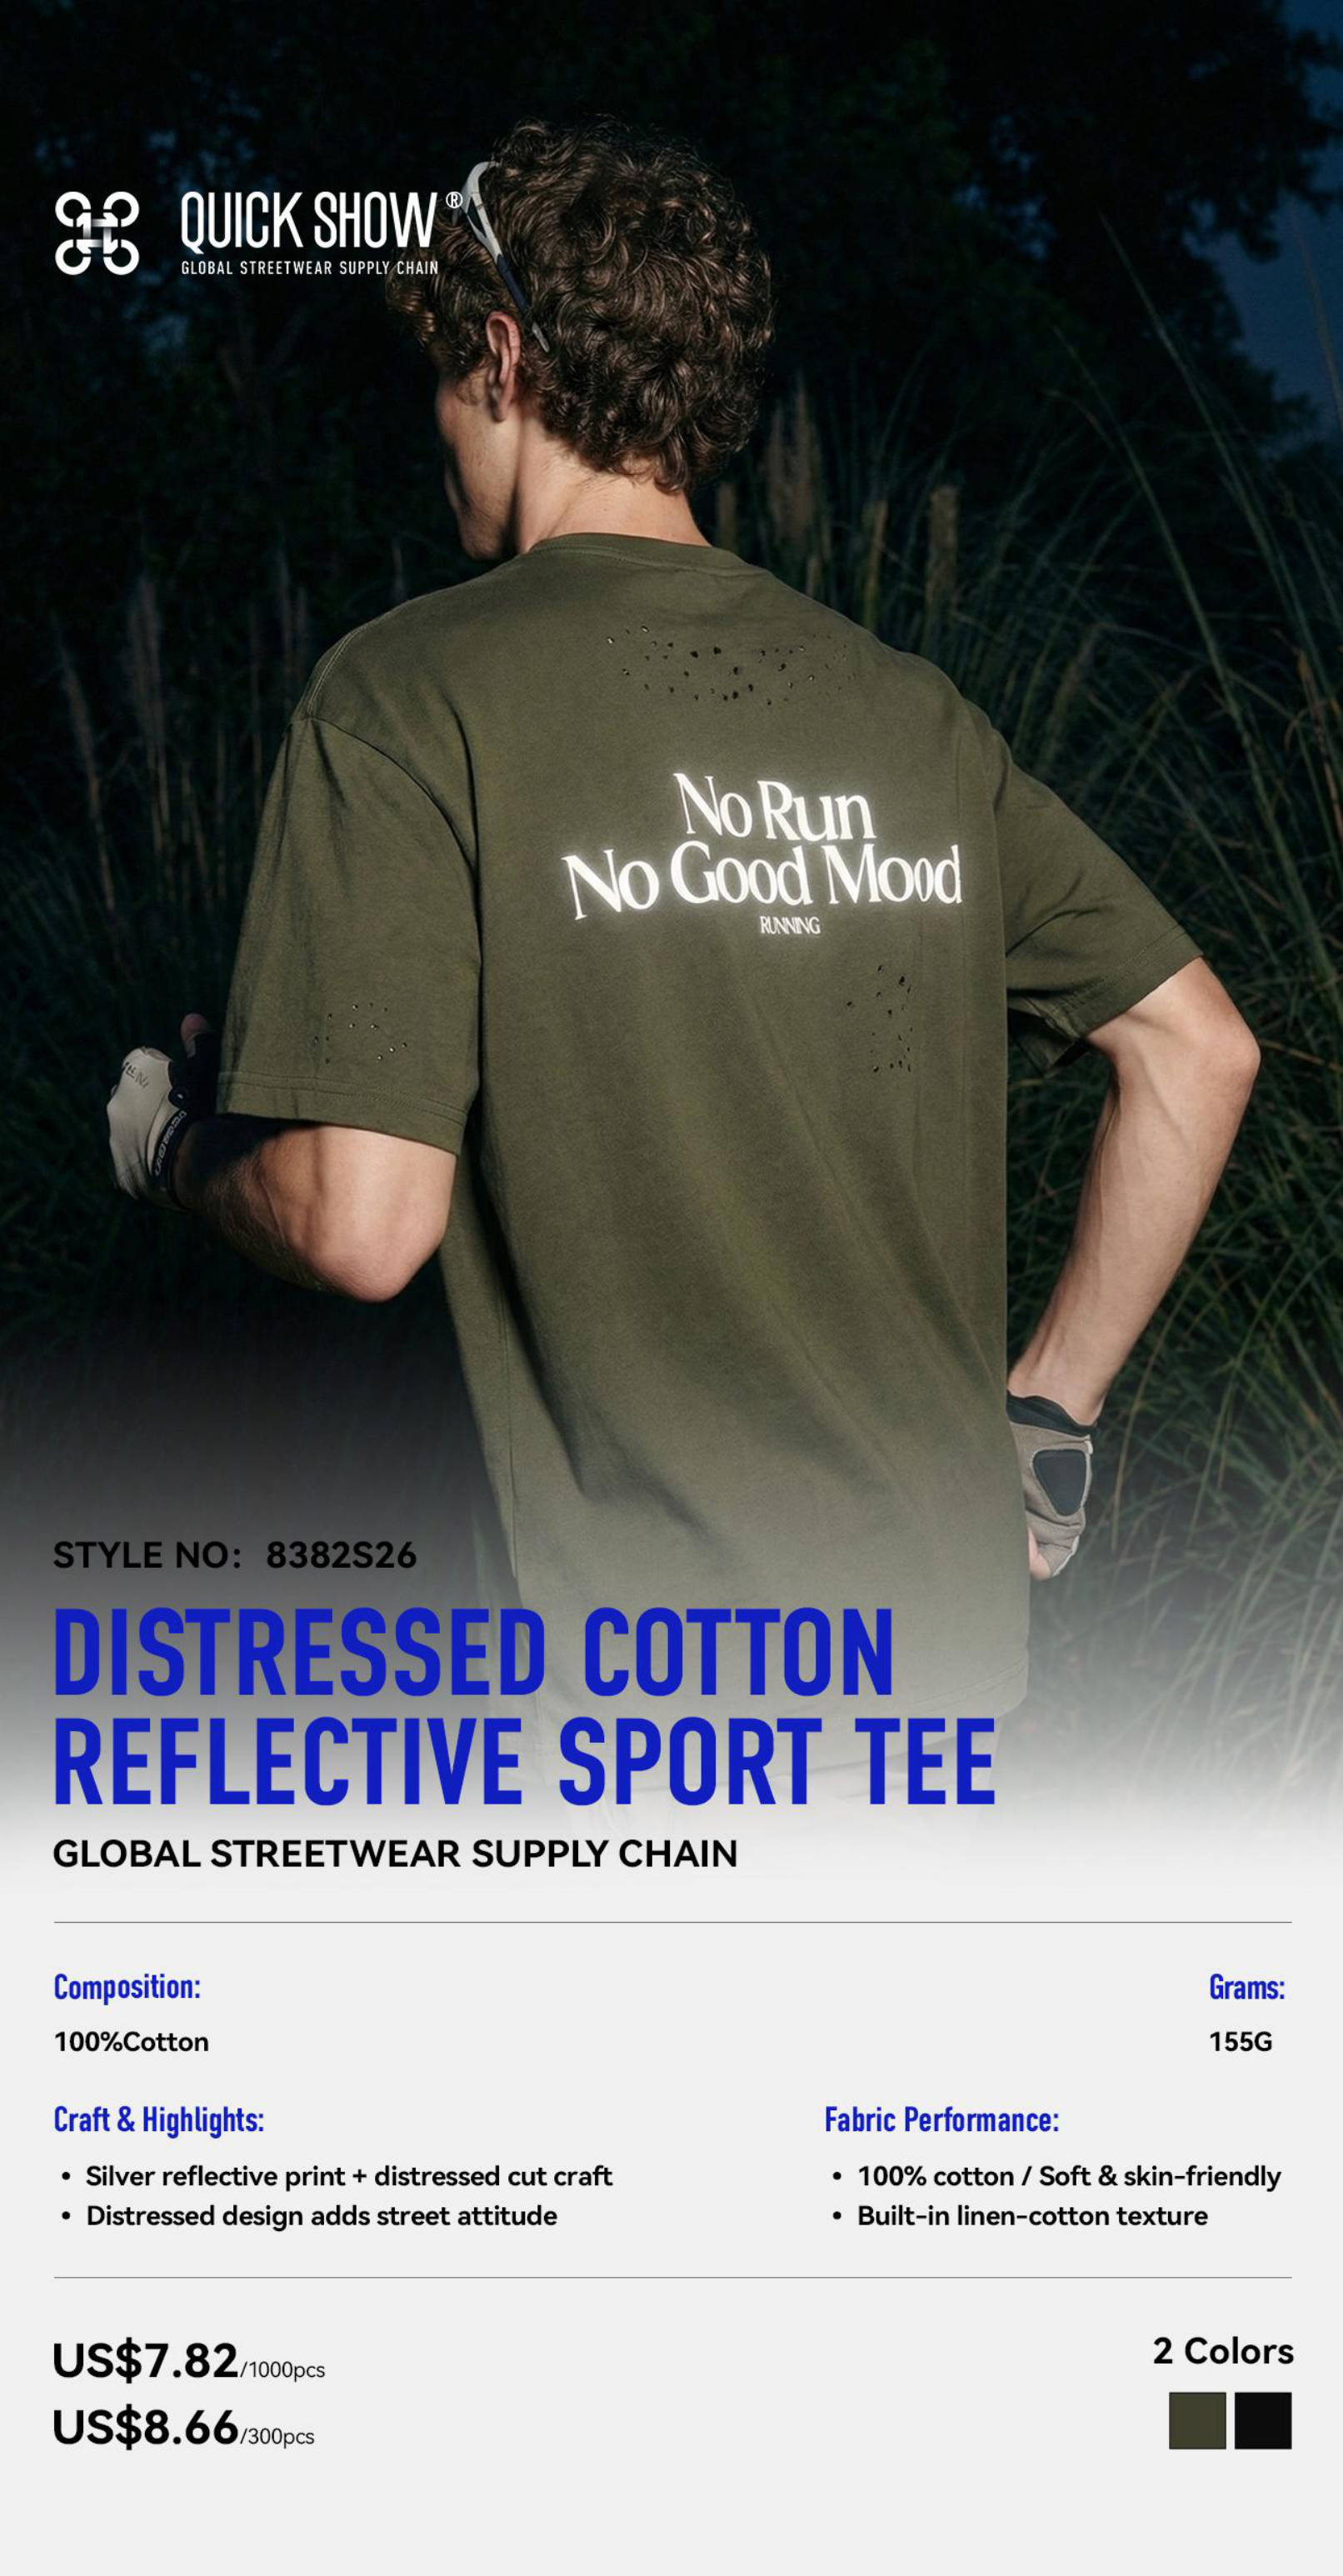 QUICK SHOW®
GLOBAL STREETWEAR SUPPLY CHAIN
No Run
No Good Mood
RUNNING
STYLE NO: 8382S26
DISTRESSED COTTON
REFLECTIVE SPORT TEE
GLOBAL STREETWEAR SUPPLY CHAIN
Composition:
100%Cotton
Grams:
155G
Craft & Highlights:
• Silver reflective print + distressed cut craft
• Distressed design adds street attitude
Fabric Performance:
• 100% cotton / Soft & skin-friendly
• Built-in linen-cotton texture
US$7.82/1000pcs
US$8.66/300pcs
2 Colors